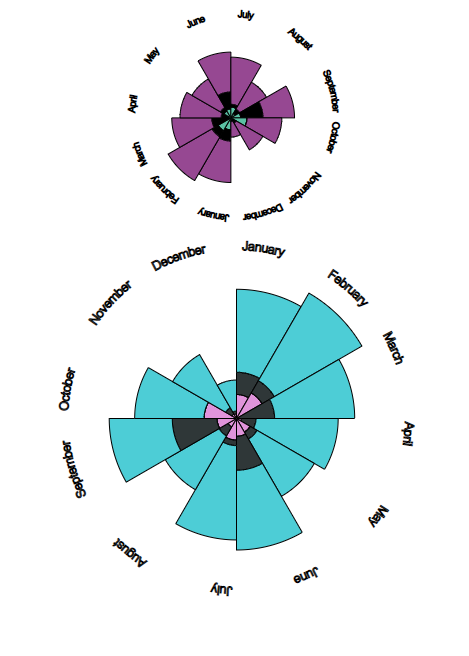 July
August
September
October
November
December
January
February
March
April
May
June
January
February
March
April
May
June
July
August
September
October
November
December